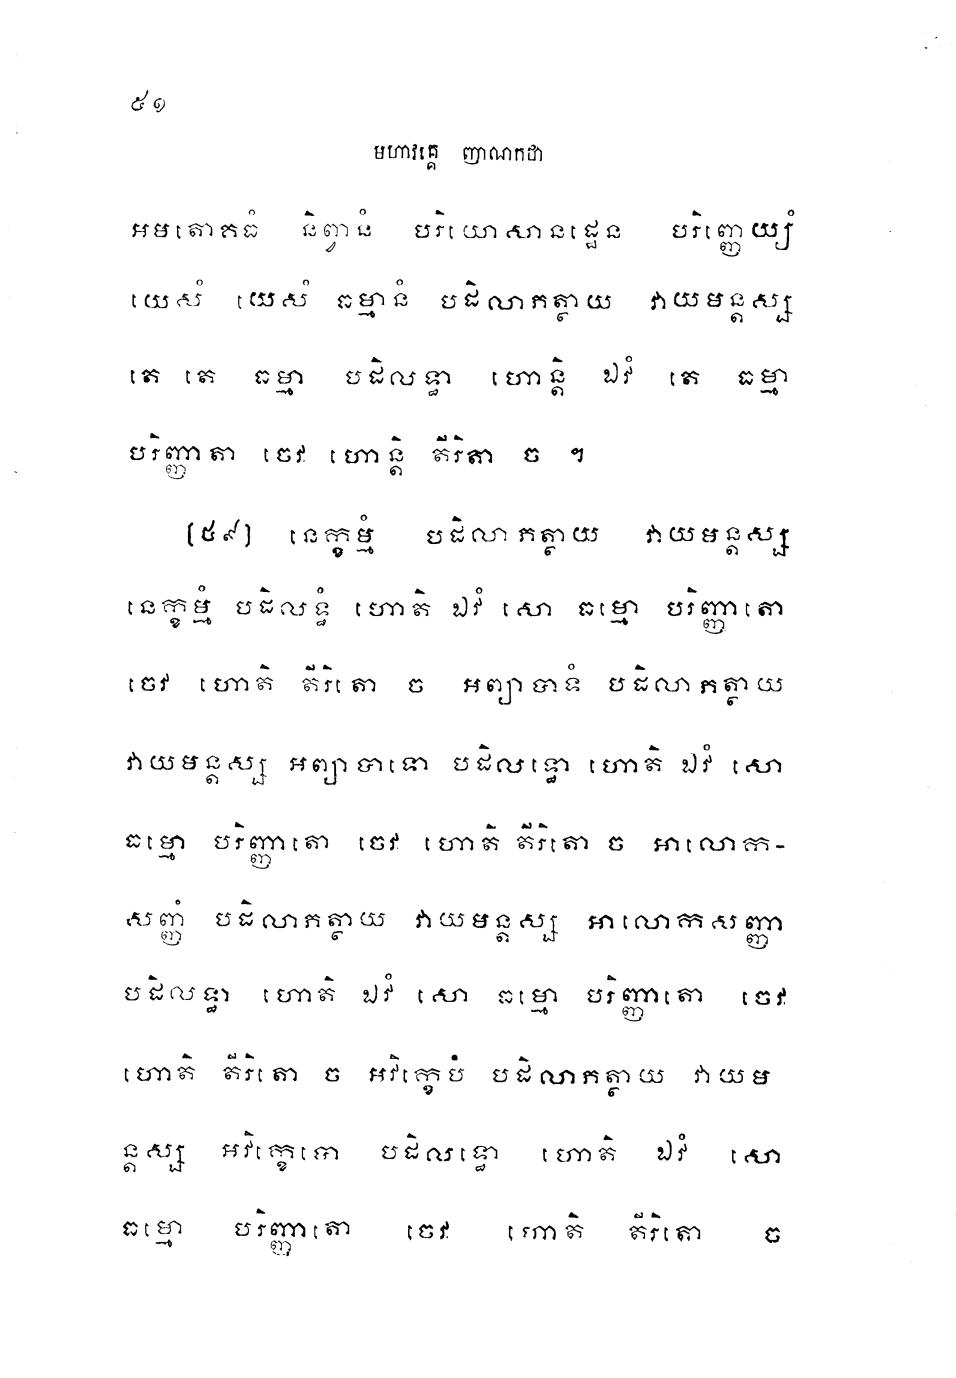 ៥១
មហាវគ្គេ ញាណកថា
អមតោគធំ និព្វានំ បរិយោសានដ្ឋេន បរិញ្ញេយ្យំ
យេសំ យេសំ ធម្មានំ បដិលាភត្ថាយ វាយមន្តស្ស
តេ តេ ធម្មា បដិលទ្ធា ហោន្តិ ឯវំ តេ ធម្មា
បរិញ្ញាតា ចេវ ហោន្តិ តីរិតា ច ។
[៥៩] នេក្ខម្មំ បដិលាភត្ថាយ វាយមន្តស្ស
នេក្ខម្មំ បដិលទ្ធំ ហោតិ ឯវំ សោ ធម្មោ បរិញ្ញាតោ
ចេវ ហោតិ តីរិតោ ច អព្យាបាទំ បដិលាភត្ថាយ
វាយមន្តស្ស អព្យាបាទោ បដិលទ្ធោ ហោតិ ឯវំ សោ
ធម្មោ បរិញ្ញាតោ ចេវ ហោតិ តីរិតោ ច អាលោក-
សញ្ញំ បដិលាភត្ថាយ វាយមន្តស្ស អាលោកសញ្ញា
បដិលទ្ធា ហោតិ ឯវំ សោ ធម្មោ បរិញ្ញាតោ ចេវ
ហោតិ តីរិតោ ច អវិក្ខេបំ បដិលាភត្ថាយ វាយម
ន្តស្ស អវិក្ខេបោ បដិលទ្ធោ ហោតិ ឯវំ សោ
ធម្មោ បរិញ្ញាតោ ចេវ ហោតិ តីរិតោ ច